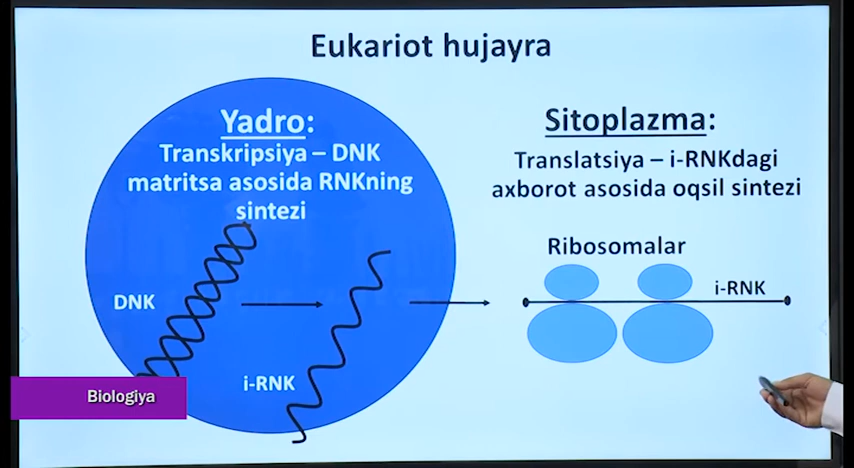 Eukariot hujayra
Yadro:
Transkripsiya – DNK
matritsa asosida RNKning
sintezi
DNK
i-RNK
Sitoplazma:
Translatsiya – i-RNKdagi
axborot asosida oqsil sintezi
Ribosomalar
i-RNK
Biologiya